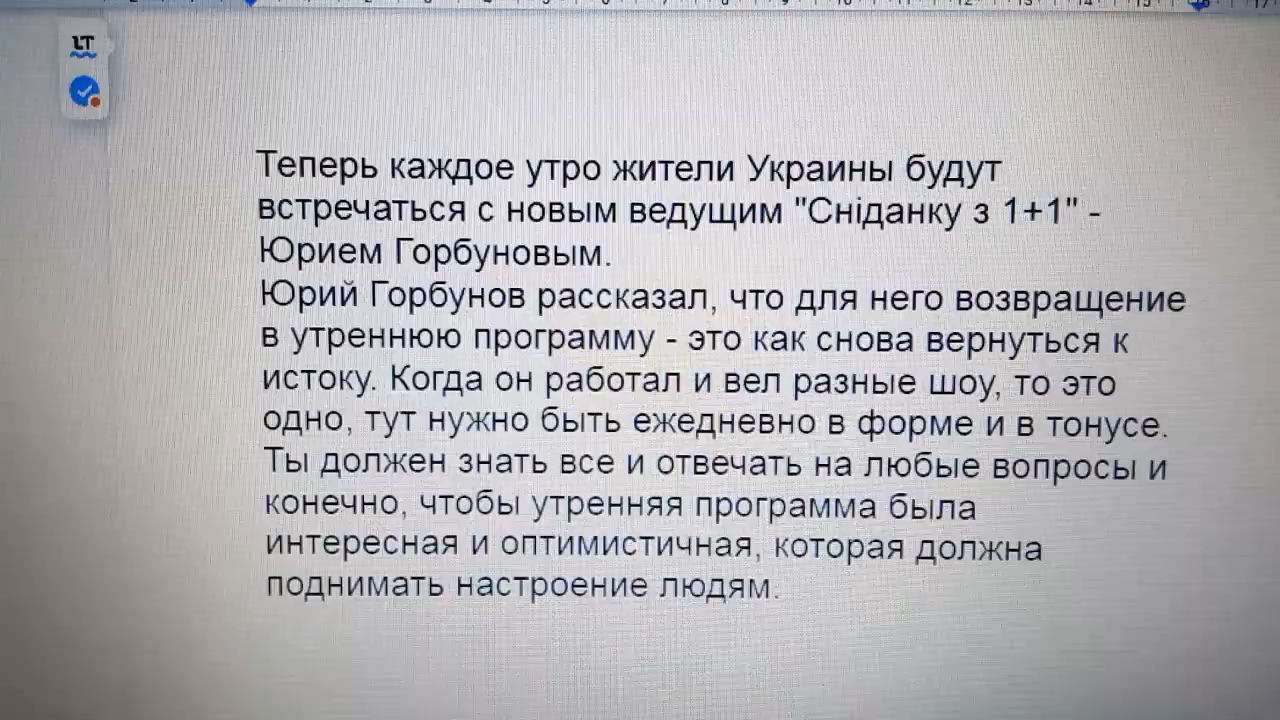 LT
Теперь каждое утро жители Украины будут
встречаться с новым ведущим "Сніданку з 1+1" -
Юрием Горбуновым.
Юрий Горбунов рассказал, что для него возвращение
в утреннюю программу - это как снова вернуться к
истоку. Когда он работал и вел разные шоу, то это
одно, тут нужно быть ежедневно в форме и в тонусе.
Ты должен знать все и отвечать на любые вопросы и
конечно, чтобы утренняя программа была
интересная и оптимистичная, которая должна
поднимать настроение людям.